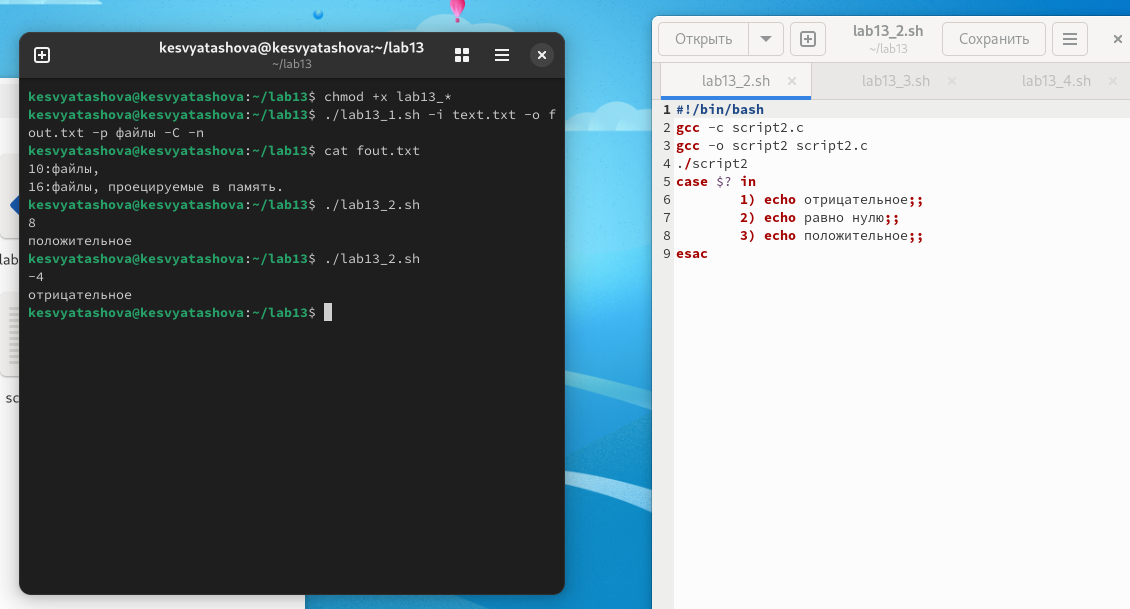 kesvyatashova@kesvyatashova:~/lab13
~/lab13
kesvyatashova@kesvyatashova:~/lab13$ chmod +x lab13_*
kesvyatashova@kesvyatashova:~/lab13$ ./lab13_1.sh -i text.txt -o f
out.txt -p файлы -C -n
kesvyatashova@kesvyatashova:~/lab13$ cat fout.txt
10:файлы,
16:файлы, проецируемые в память.
kesvyatashova@kesvyatashova:~/lab13$ ./lab13_2.sh
8
положительное
kesvyatashova@kesvyatashova:~/lab13$ ./lab13_2.sh
-4
отрицательное
kesvyatashova@kesvyatashova:~/lab13$
lab
sc
Открыть
lab13_2.sh
~/lab13
Сохранить
lab13_2.sh
lab13_3.sh
lab13_4.sh
1 #!/bin/bash
2 gcc -c script2.c
3 gcc -o script2 script2.c
4 ./script2
5 case $? in
6 1) echo отрицательное;;
7 2) echo равно нулю;;
8 3) echo положительное;;
9 esac